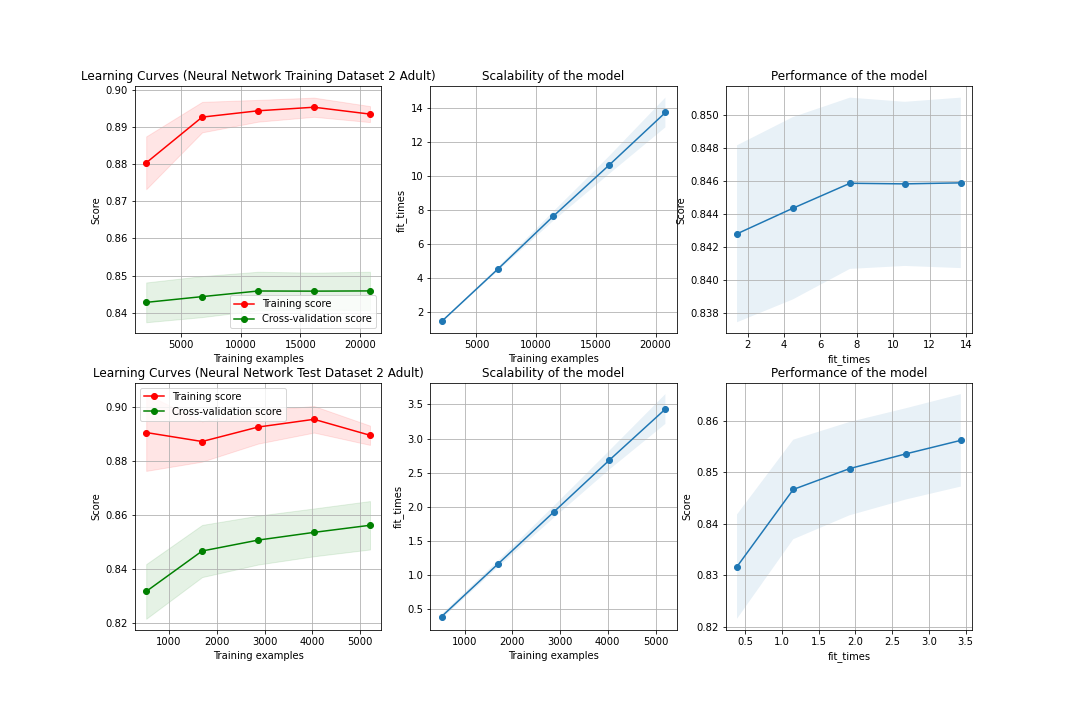 Learning Curves (Neural Network Training Dataset 2 Adult)
Score
0.90
0.89
0.88
0.87
0.86
0.85
0.84
Training score
Cross-validation score
5000 10000 15000 20000
Training examples
Scalability of the model
fit_times
14
12
10
8
6
4
2
5000 10000 15000 20000
Training examples
Performance of the model
Score
0.850
0.848
0.846
0.844
0.842
0.840
0.838
2 4 6 8 10 12 14
fit_times
Learning Curves (Neural Network Test Dataset 2 Adult)
Training score
Cross-validation score
Score
0.90
0.88
0.86
0.84
0.82
1000 2000 3000 4000 5000
Training examples
Scalability of the model
fit_times
3.5
3.0
2.5
2.0
1.5
1.0
0.5
1000 2000 3000 4000 5000
Training examples
Performance of the model
Score
0.86
0.85
0.84
0.83
0.82
0.5 1.0 1.5 2.0 2.5 3.0 3.5
fit_times